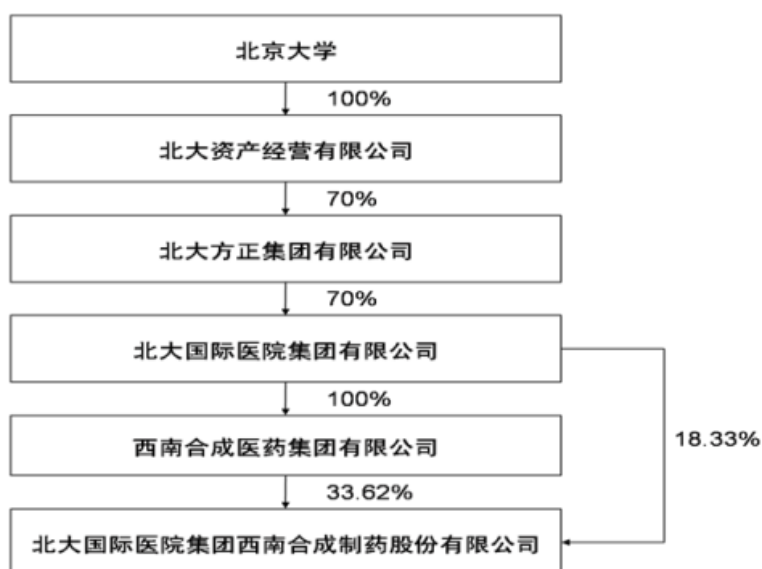 北京大学
100%
北大资产经营有限公司
70%
北大方正集团有限公司
70%
北大国际医院集团有限公司
100%
18.33%
西南合成医药集团有限公司
33.62%
北大国际医院集团西南合成制药股份有限公司